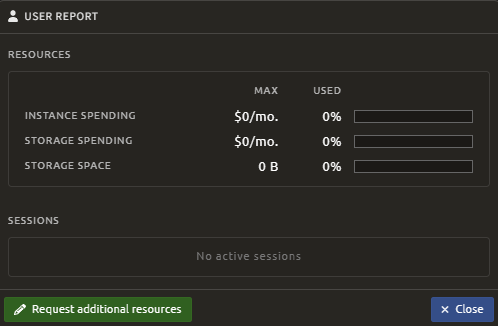 USER REPORT
RESOURCES
MAX USED
INSTANCE SPENDING $0/mo. 0%
STORAGE SPENDING $0/mo. 0%
STORAGE SPACE 0 B 0%
SESSIONS
No active sessions
Request additional resources Close